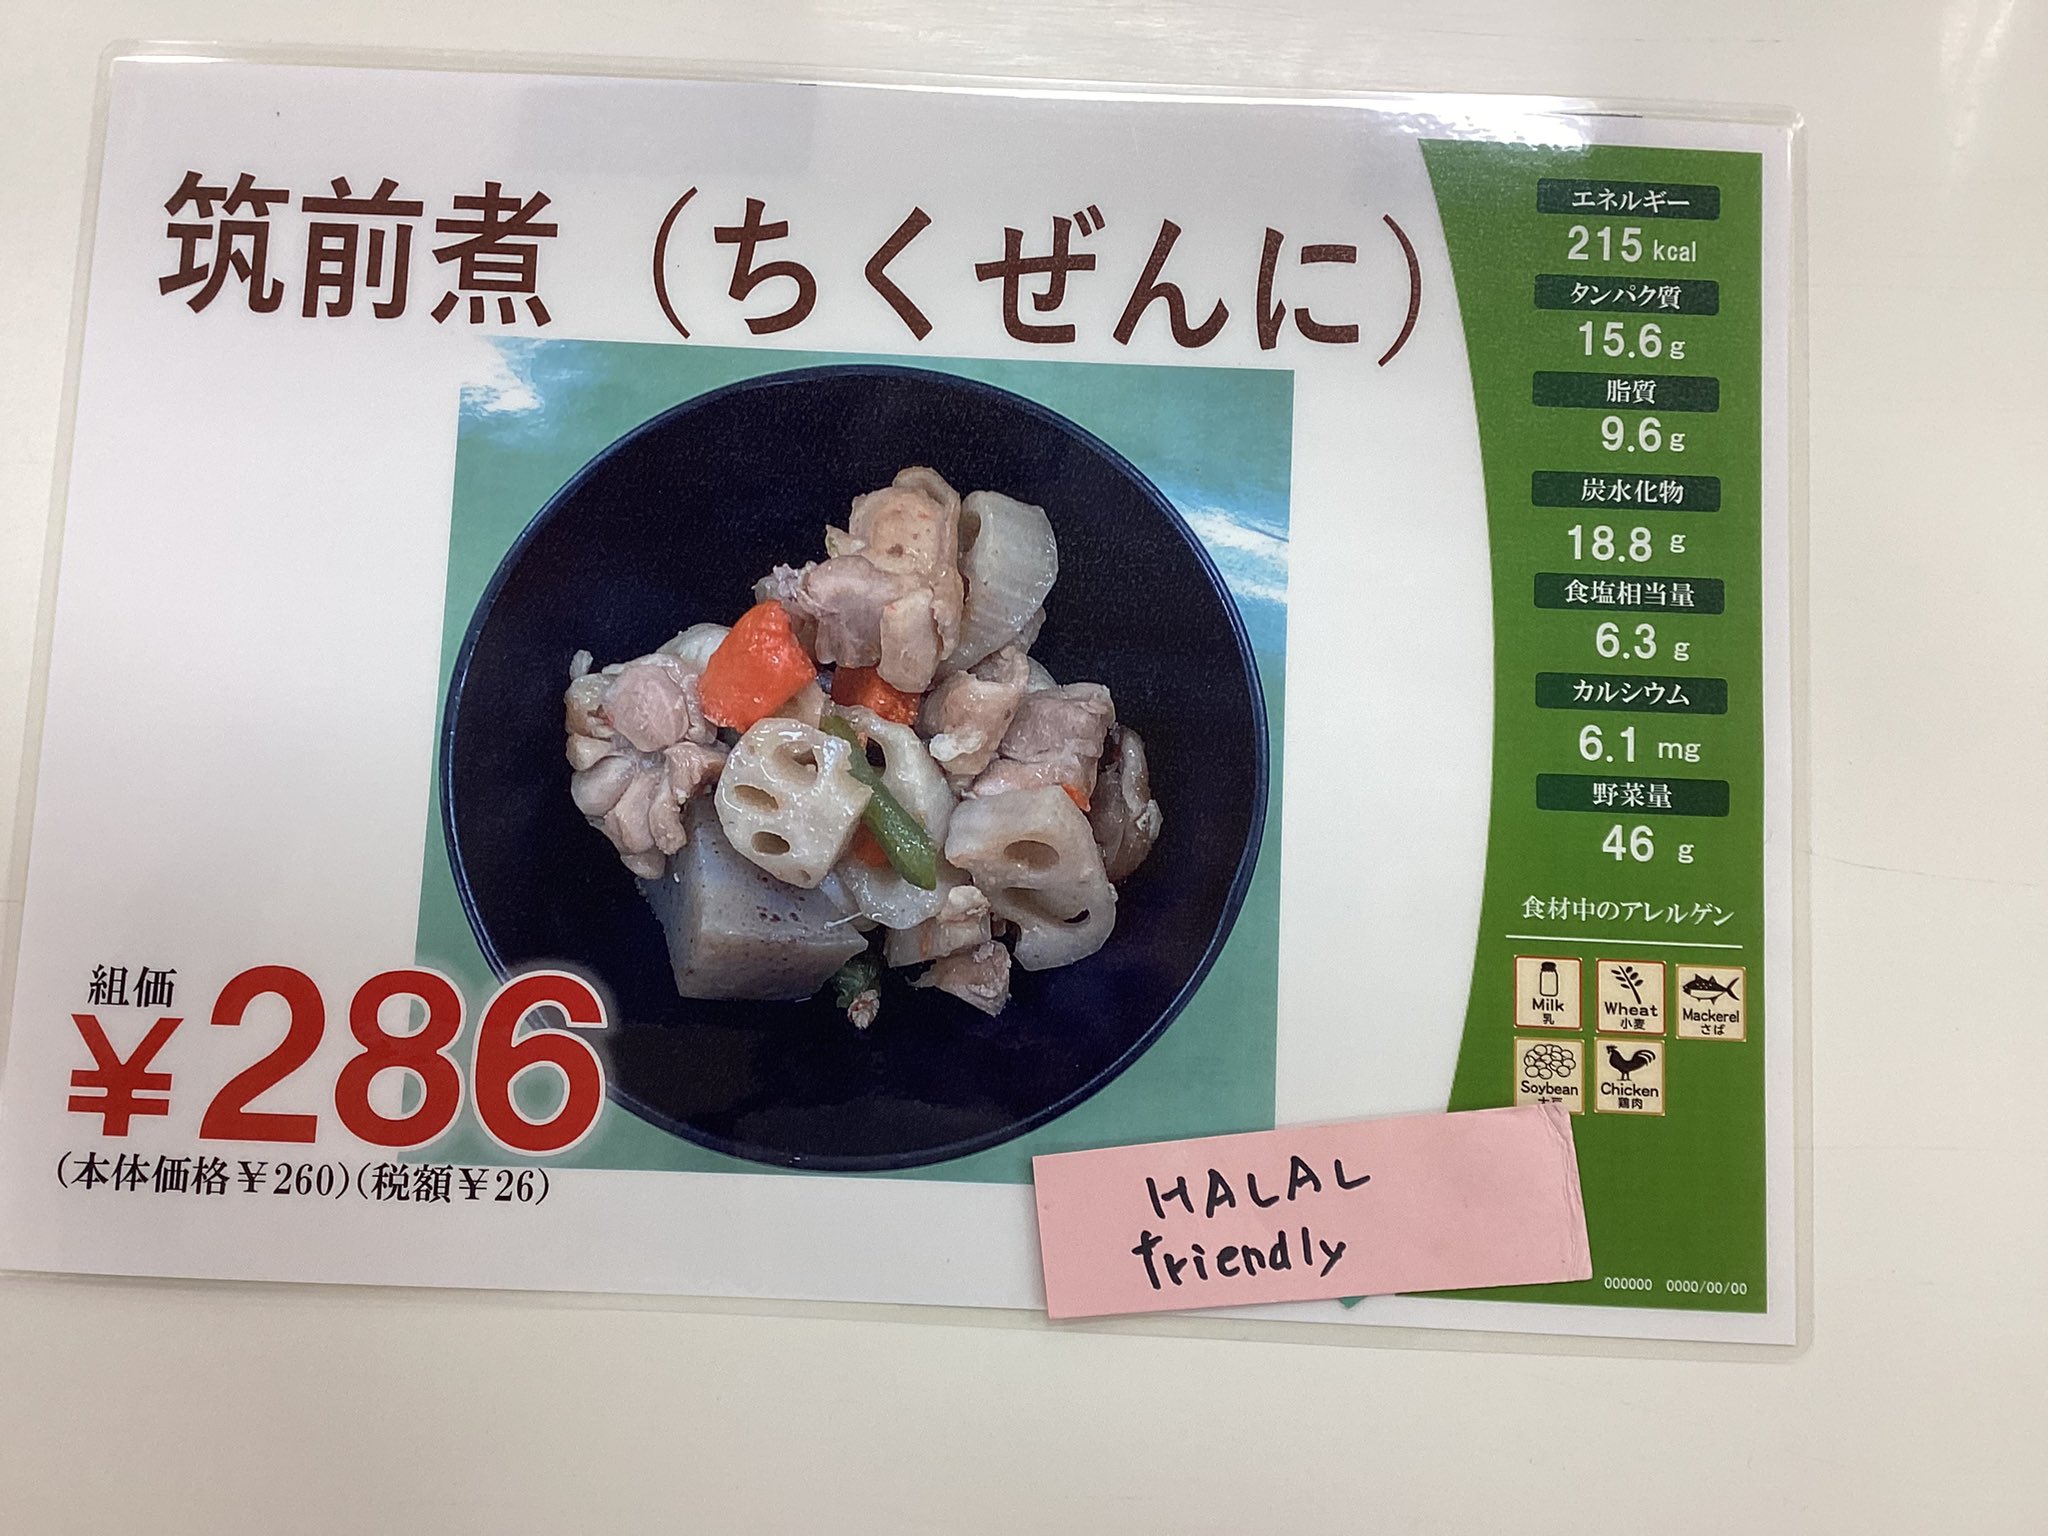 筑前煮（ちくぜんに）
エネルギー
215 kcal
タンパク質
15.6 g
脂質
9.6 g
炭水化物
18.8 g
食塩相当量
6.3 g
カルシウム
6.1 mg
野菜量
46 g
食材中のアレルゲン
Milk
乳
Wheat
小麦
Mackerel
さば
Soybean
Chicken
鶏肉
組価
¥286
(本体価格¥260)(税額¥26)
HALAL
friendly
000000 0000/00/00